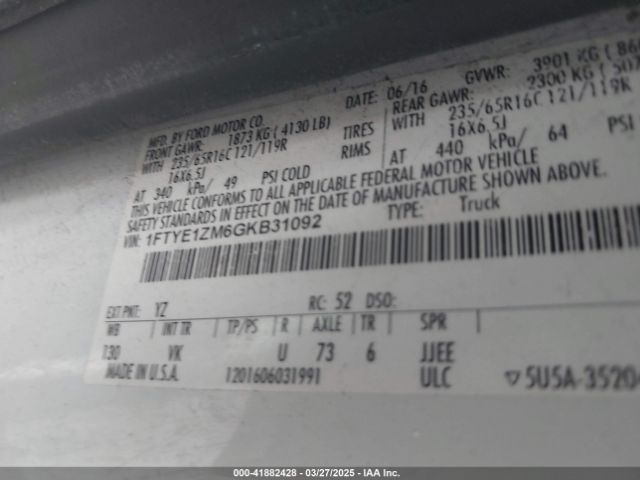 MFD. BY FORD MOTOR CO.
DATE: 06/16 GVWR: 3901 KG
FRONT GAWR: 1873 KG (4130 LB)
REAR GAWR: 2300 KG
WITH 235/65R16C 121/119R TIRES
WITH 235/65R16C 121/119R
16X6.5J RIMS
16X6.5J
AT 340 kPa/ 49 PSI COLD
AT 440 kPa/ 64 PSI
THIS VEHICLE CONFORMS TO ALL APPLICABLE FEDERAL MOTOR VEHICLE
SAFETY STANDARDS IN EFFECT ON THE DATE OF MANUFACTURE SHOWN ABOVE.
VIN: 1FTYE1ZM6GKB31092
TYPE: Truck
EXT PNT: YZ RC: 52 DSO:
WB INT TR TP/PS R AXLE TR SPR
130 VK U 73 6 JJEE
MADE IN U.S.A. 1201606031991 ULC 5U5A-3520
000-41882428 - 03/27/2025 - IAA Inc.